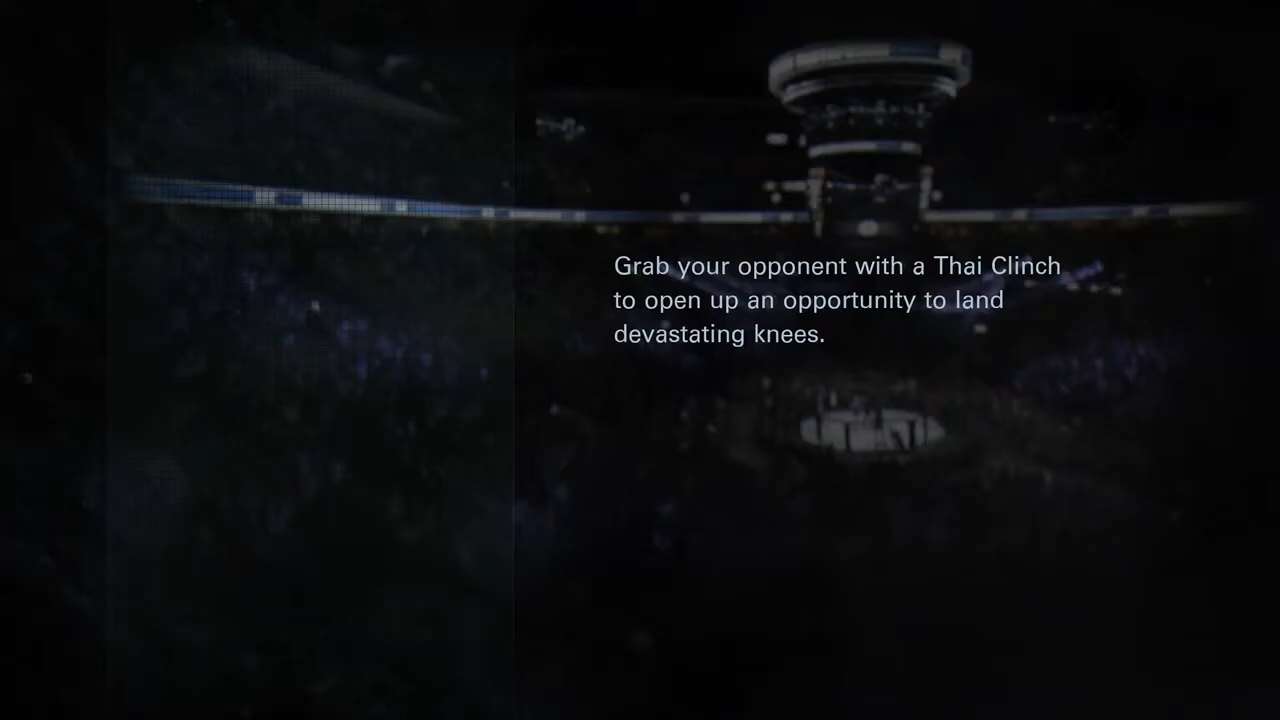 Grab your opponent with a Thai Clinch
to open up an opportunity to land
devastating knees.